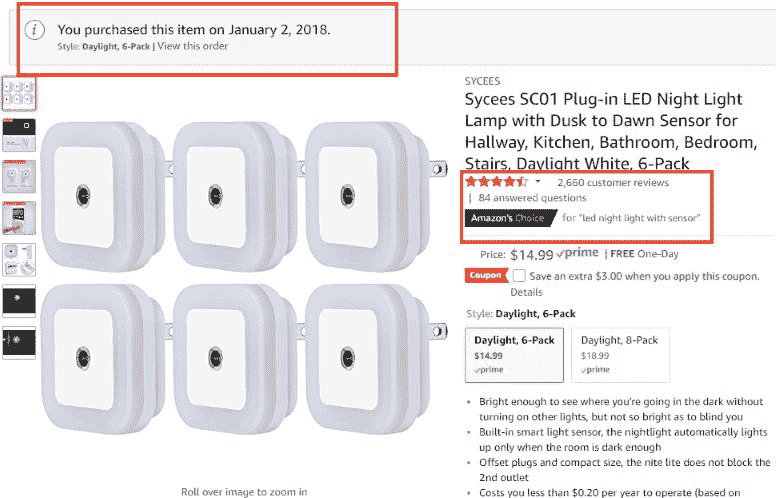 You purchased this item on January 2, 2018.
Style: Daylight, 6-Pack | View this order
SYCEES
Sycees SC01 Plug-in LED Night Light
Lamp with Dusk to Dawn Sensor for
Hallway, Kitchen, Bathroom, Bedroom,
Stairs, Daylight White, 6-Pack
2,660 customer reviews
| 84 answered questions
Amazon's Choice for "led night light with sensor"
Price: $14.99 prime | FREE One-Day
Coupon Save an extra $3.00 when you apply this coupon.
Details
Style: Daylight, 6-Pack
Daylight, 6-Pack
$14.99
prime
Daylight, 8-Pack
$18.99
prime
• Bright enough to see where you're going in the dark without
turning on other lights, but not so bright as to blind you
• Built-in smart light sensor, the nightlight automatically lights
up only when the room is dark enough
• Offset plugs and compact size, the nite lite does not block the
2nd outlet
• Costs you less than $0.20 per year to operate (based on
Roll over image to zoom in